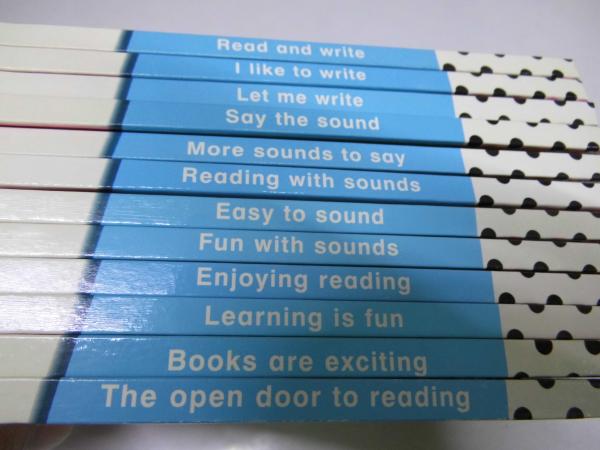 Read and write
I like to write
Let me write
Say the sound
More sounds to say
Reading with sounds
Easy to sound
Fun with sounds
Enjoying reading
Learning is fun
Books are exciting
The open door to reading